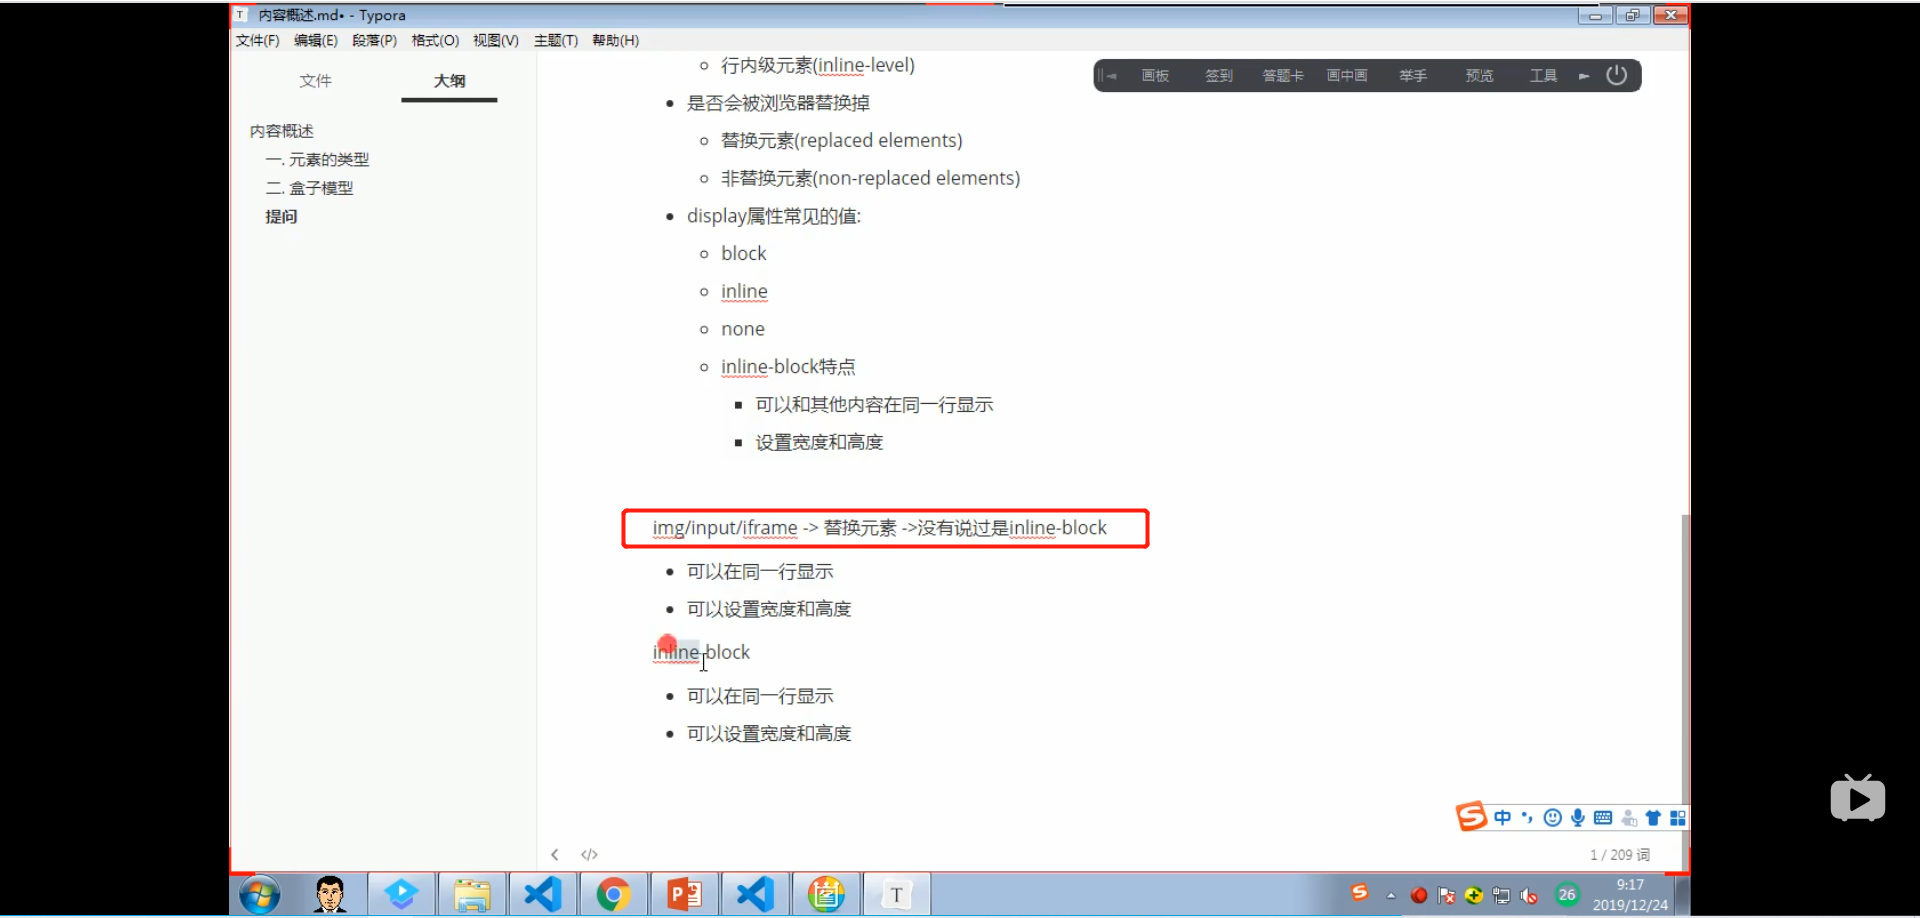 内容概述.md• - Typora
文件(F) 编辑(E) 段落(P) 格式(O) 视图(V) 主题(T) 帮助(H)
文件 大纲
内容概述
一. 元素的类型
二. 盒子模型
提问
画板 签到 答题卡 画中画 举手 预览 工具
行内级元素(inline-level)
是否会被浏览器替换掉
替换元素(replaced elements)
非替换元素(non-replaced elements)
display属性常见的值:
block
inline
none
inline-block特点
可以和其他内容在同一行显示
设置宽度和高度
img/input/iframe -> 替换元素 ->没有说过是inline-block
可以在同一行显示
可以设置宽度和高度
inline-block
可以在同一行显示
可以设置宽度和高度
中
1 / 209 词
26
9:17
2019/12/24